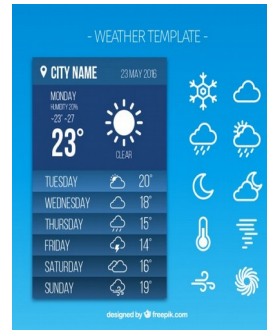 - WEATHER TEMPLATE -
CITY NAME 23 MAY 2016
MONDAY
HUMIDITY 20%
-23° -27
23°
CLEAR
TUESDAY 20°
WEDNESDAY 18°
THURSDAY 15°
FRIDAY 14°
SATURDAY 16°
SUNDAY 19°
designed by freepik.com